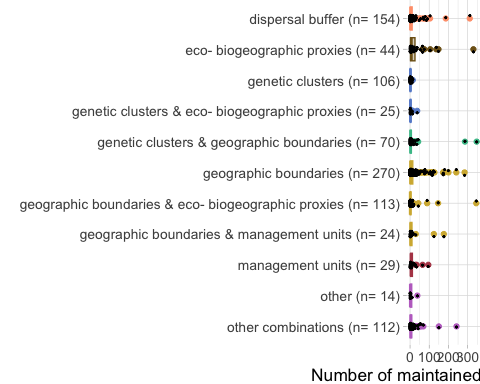 dispersal buffer (n= 154)
eco- biogeographic proxies (n= 44)
genetic clusters (n= 106)
genetic clusters & eco- biogeographic proxies (n= 25)
genetic clusters & geographic boundaries (n= 70)
geographic boundaries (n= 270)
geographic boundaries & eco- biogeographic proxies (n= 113)
geographic boundaries & management units (n= 24)
management units (n= 29)
other (n= 14)
other combinations (n= 112)
0 100 200 300
Number of maintained